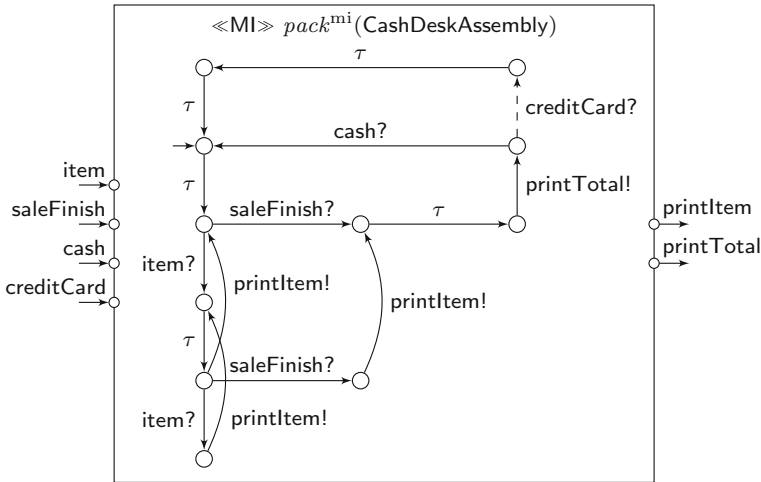 ≪MI≫ pack^mi(CashDeskAssembly)
τ
τ
creditCard?
cash?
item
τ
printTotal!
saleFinish
saleFinish?
τ
printItem
cash
item?
printTotal
creditCard
printItem!
printItem!
τ
saleFinish?
item?
printItem!